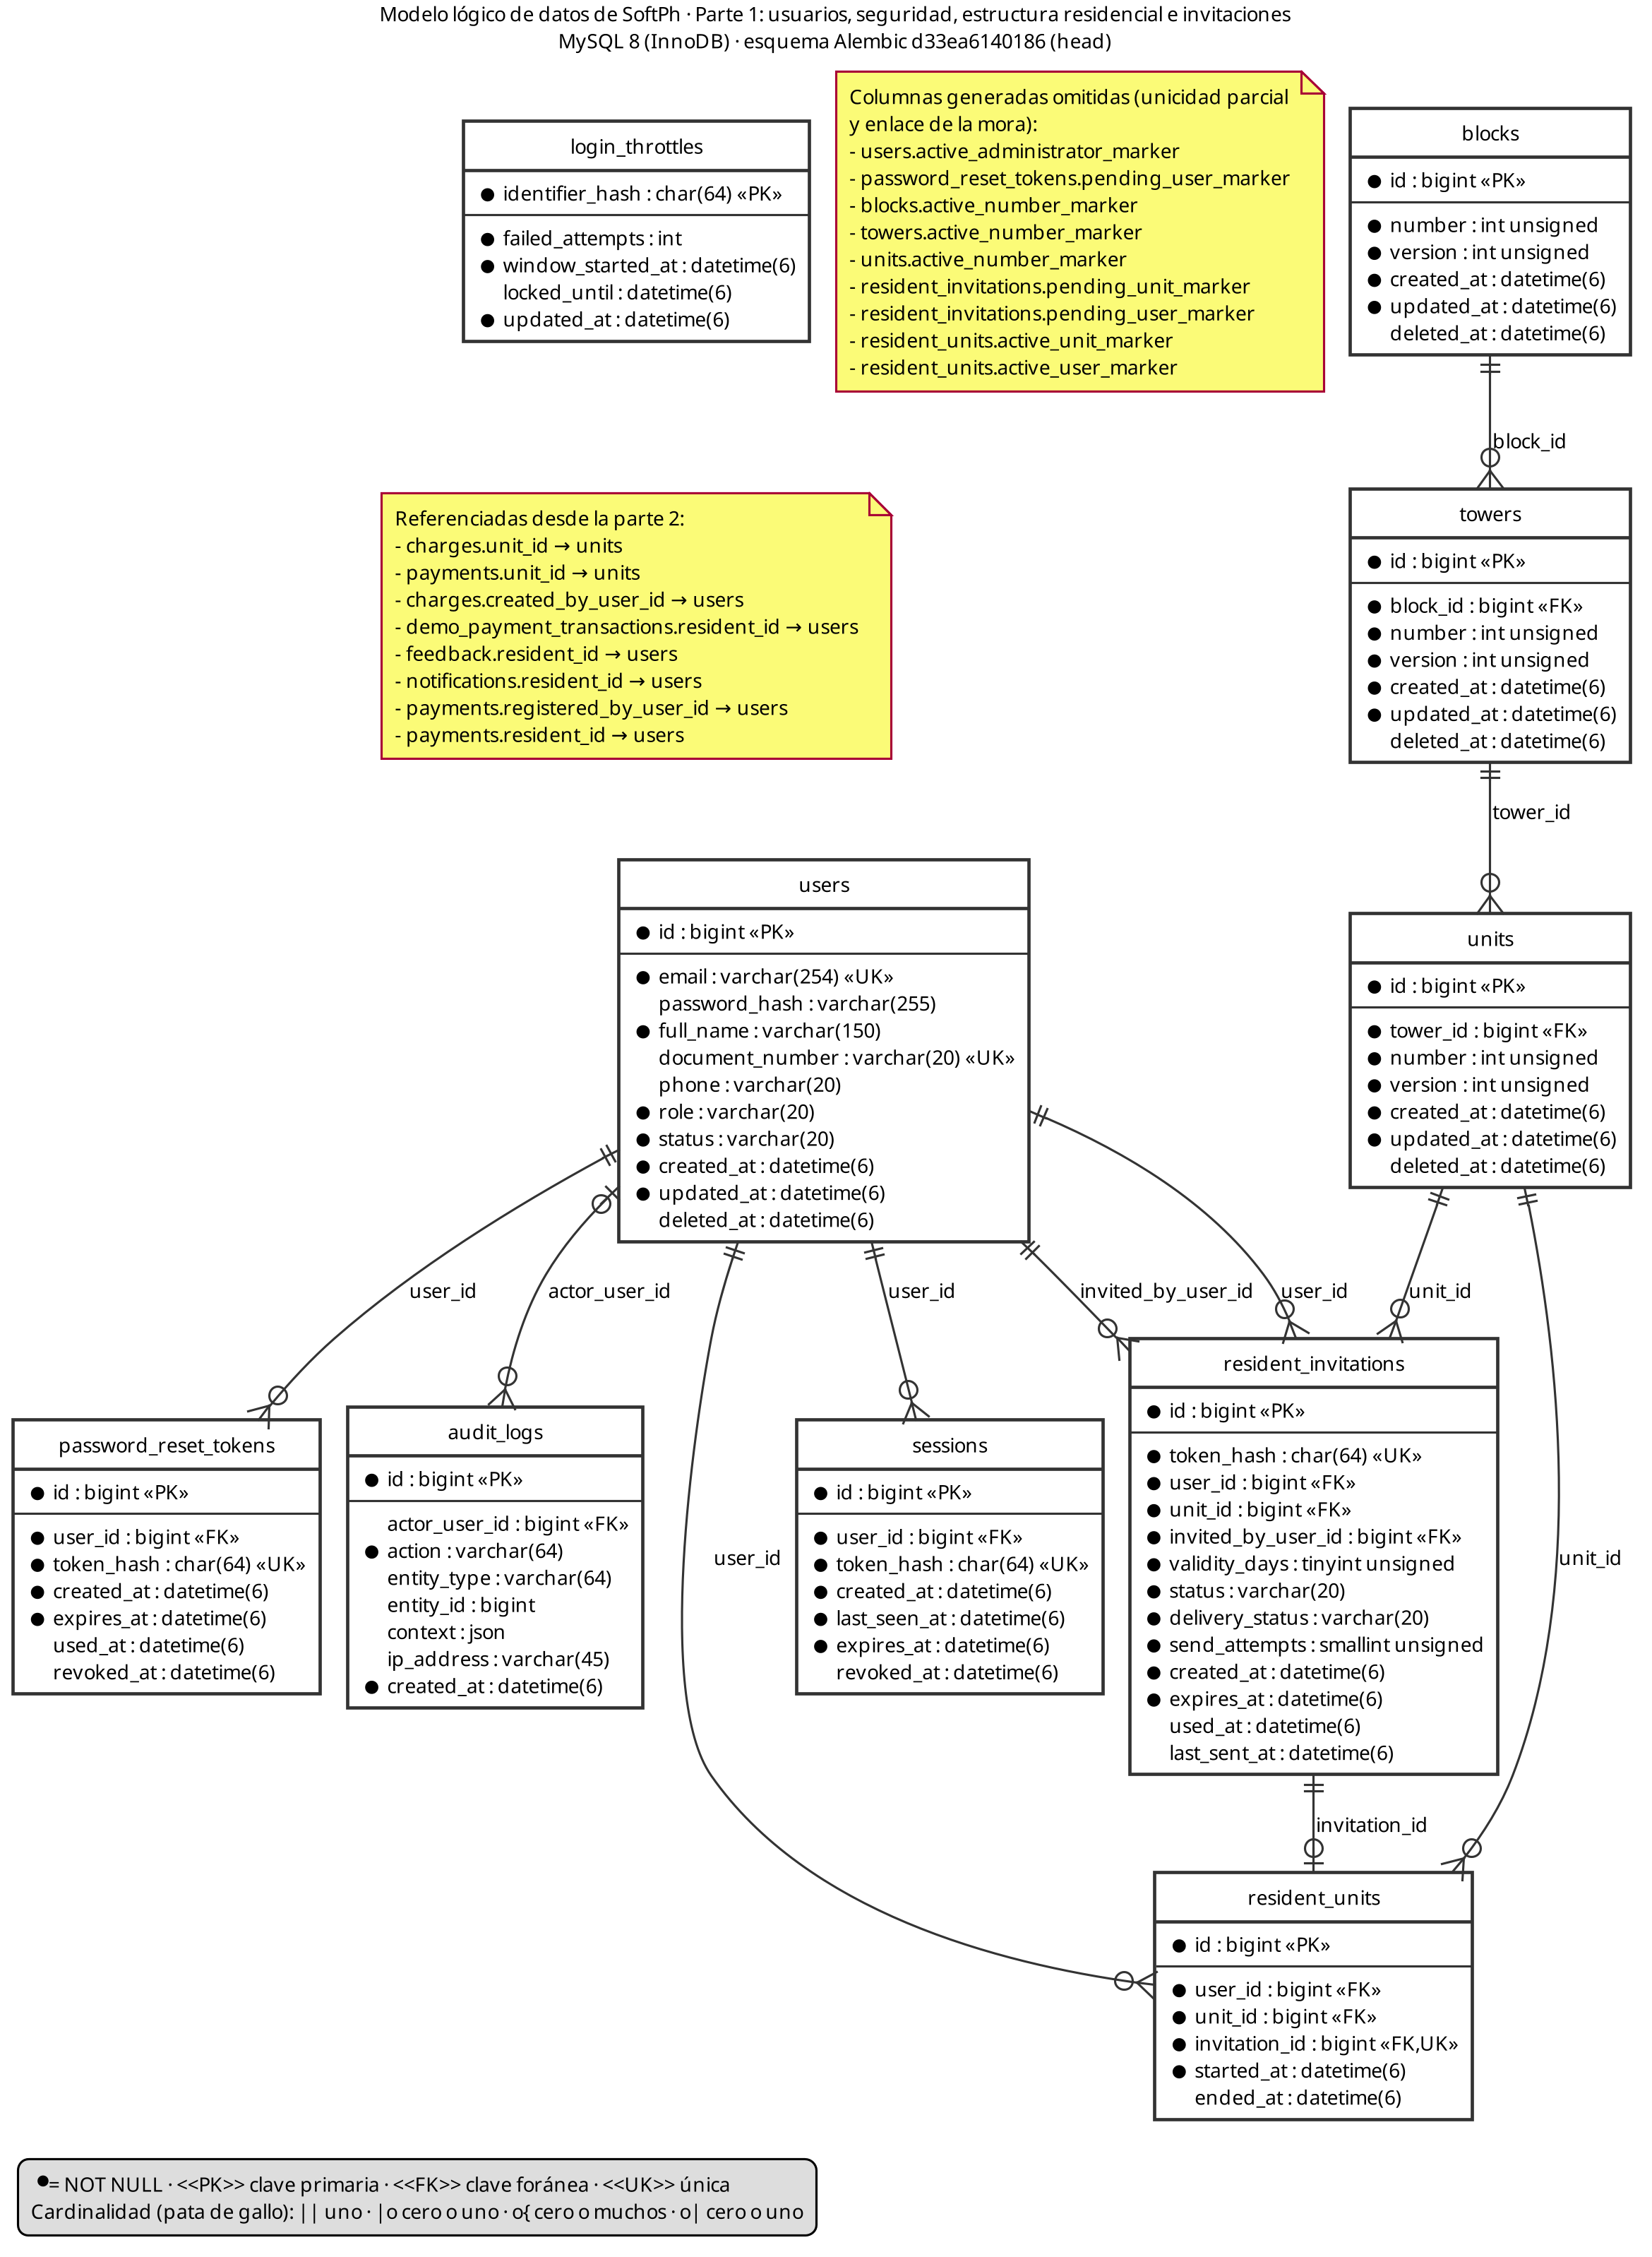 Modelo lógico de datos de SoftPh · Parte 1: usuarios, seguridad, estructura residencial e invitaciones
MySQL 8 (InnoDB) · esquema Alembic d33ea6140186 (head)
login_throttles
identifier_hash : char(64) «PK»
failed_attempts : int
window_started_at : datetime(6)
locked_until : datetime(6)
updated_at : datetime(6)
Columnas generadas omitidas (unicidad parcial
y enlace de la mora):
- users.active_administrator_marker
- password_reset_tokens.pending_user_marker
- blocks.active_number_marker
- towers.active_number_marker
- units.active_number_marker
- resident_invitations.pending_unit_marker
- resident_invitations.pending_user_marker
- resident_units.active_unit_marker
- resident_units.active_user_marker
blocks
id : bigint «PK»
number : int unsigned
version : int unsigned
created_at : datetime(6)
updated_at : datetime(6)
deleted_at : datetime(6)
block_id
Referenciadas desde la parte 2:
- charges.unit_id → units
- payments.unit_id → units
- charges.created_by_user_id → users
- demo_payment_transactions.resident_id → users
- feedback.resident_id → users
- notifications.resident_id → users
- payments.registered_by_user_id → users
- payments.resident_id → users
towers
id : bigint «PK»
block_id : bigint «FK»
number : int unsigned
version : int unsigned
created_at : datetime(6)
updated_at : datetime(6)
deleted_at : datetime(6)
tower_id
users
id : bigint «PK»
email : varchar(254) «UK»
password_hash : varchar(255)
full_name : varchar(150)
document_number : varchar(20) «UK»
phone : varchar(20)
role : varchar(20)
status : varchar(20)
created_at : datetime(6)
updated_at : datetime(6)
deleted_at : datetime(6)
units
id : bigint «PK»
tower_id : bigint «FK»
number : int unsigned
version : int unsigned
created_at : datetime(6)
updated_at : datetime(6)
deleted_at : datetime(6)
user_id
actor_user_id
user_id
invited_by_user_id
user_id
unit_id
password_reset_tokens
id : bigint «PK»
user_id : bigint «FK»
token_hash : char(64) «UK»
created_at : datetime(6)
expires_at : datetime(6)
used_at : datetime(6)
revoked_at : datetime(6)
audit_logs
id : bigint «PK»
actor_user_id : bigint «FK»
action : varchar(64)
entity_type : varchar(64)
entity_id : bigint
context : json
ip_address : varchar(45)
created_at : datetime(6)
user_id
sessions
id : bigint «PK»
user_id : bigint «FK»
token_hash : char(64) «UK»
created_at : datetime(6)
last_seen_at : datetime(6)
expires_at : datetime(6)
revoked_at : datetime(6)
resident_invitations
id : bigint «PK»
token_hash : char(64) «UK»
user_id : bigint «FK»
unit_id : bigint «FK»
invited_by_user_id : bigint «FK»
validity_days : tinyint unsigned
status : varchar(20)
delivery_status : varchar(20)
send_attempts : smallint unsigned
created_at : datetime(6)
expires_at : datetime(6)
used_at : datetime(6)
last_sent_at : datetime(6)
unit_id
invitation_id
resident_units
id : bigint «PK»
user_id : bigint «FK»
unit_id : bigint «FK»
invitation_id : bigint «FK,UK»
started_at : datetime(6)
ended_at : datetime(6)
● = NOT NULL · <<PK>> clave primaria · <<FK>> clave foránea · <<UK>> única
Cardinalidad (pata de gallo): || uno · |o cero o uno · o{ cero o muchos · o| cero o uno